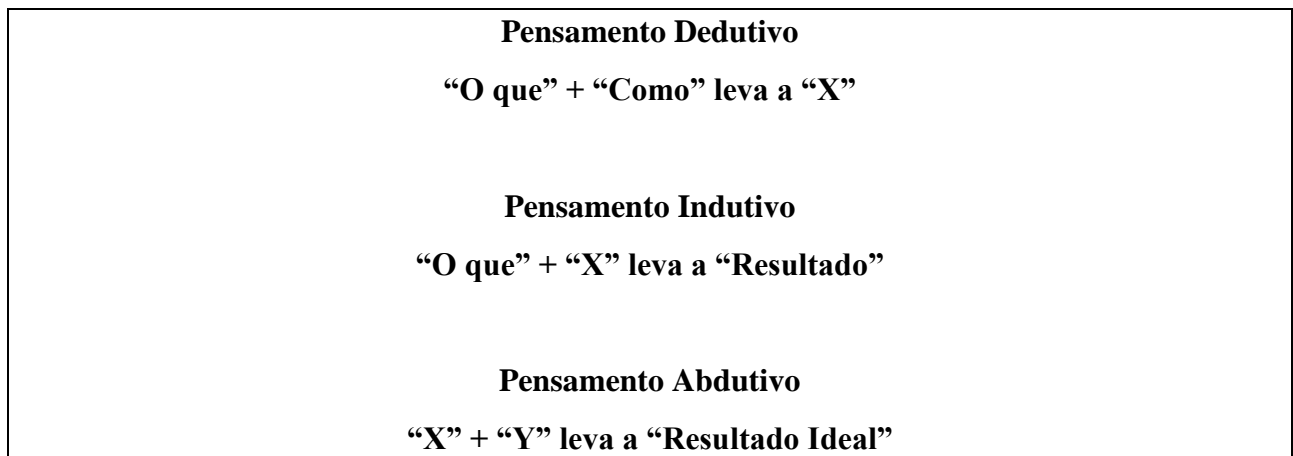 Pensamento Dedutivo
“O que” + “Como” leva a “X”
Pensamento Indutivo
“O que” + “X” leva a “Resultado”
Pensamento Abdutivo
“X” + “Y” leva a “Resultado Ideal”